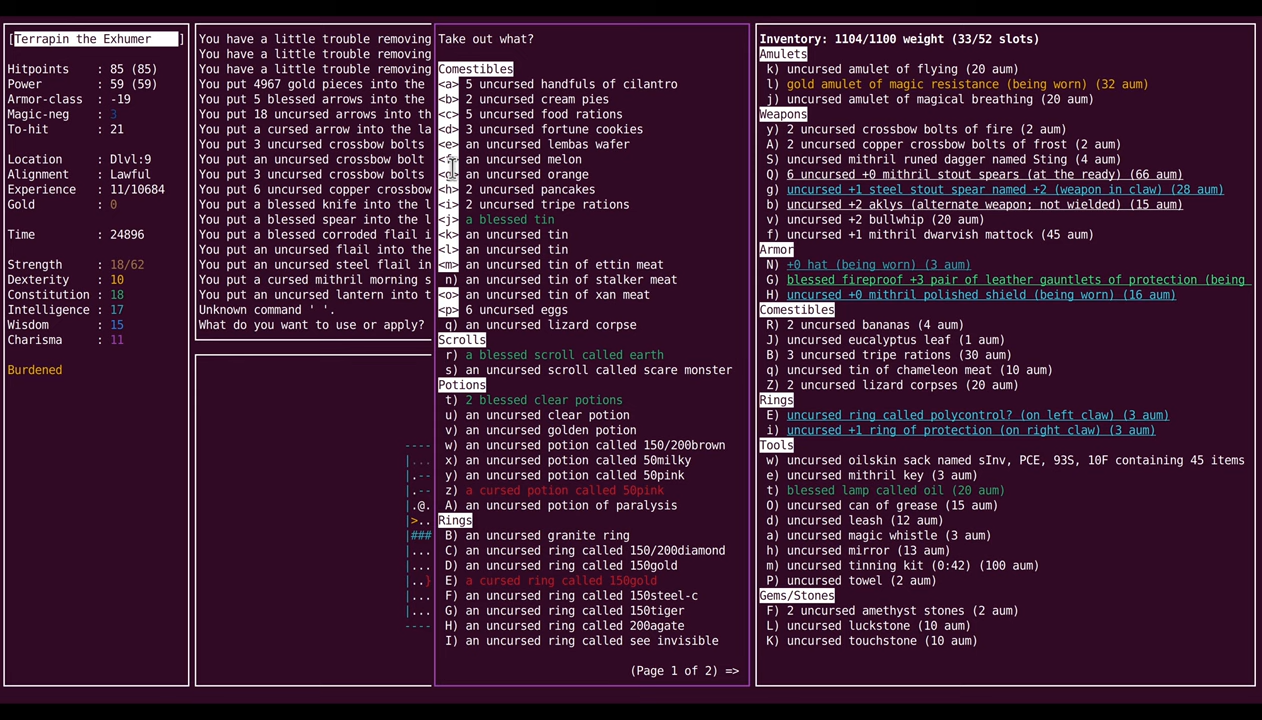 [Terrapin the Exhumer ]
Hitpoints : 85 (85)
Power : 59 (59)
Armor-class : -19
Magic-neg : 3
To-hit : 21
Location : Dlvl:9
Alignment : Lawful
Experience : 11/10684
Gold : 0
Time : 24896
Strength : 18/62
Dexterity : 10
Constitution : 18
Intelligence : 17
Wisdom : 15
Charisma : 11
Burdened
You have a little trouble removing
You have a little trouble removing
You have a little trouble removing
You put 4967 gold pieces into the
You put 5 blessed arrows into the
You put 18 uncursed arrows into th
You put a cursed arrow into the la
You put 3 uncursed crossbow bolts
You put an uncursed crossbow bolt
You put 3 uncursed crossbow bolts
You put 6 uncursed copper crossbow
You put a blessed knife into the l
You put a blessed spear into the l
You put a blessed corroded flail i
You put an uncursed flail into the
You put an uncursed steel flail in
You put a cursed mithril morning s
You put an uncursed lantern into t
Unknown command ' '.
What do you want to use or apply?
----
|...
|.--
|.--
|.@.
|>..
|###
|...
|...
|..}
|...
|...
----
Take out what?
Comestibles
<a> 5 uncursed handfuls of cilantro
<b> 2 uncursed cream pies
<c> 5 uncursed food rations
<d> 3 uncursed fortune cookies
<e> an uncursed lembas wafer
<f> an uncursed melon
<g> an uncursed orange
<h> 2 uncursed pancakes
<i> 2 uncursed tripe rations
<j> a blessed tin
<k> an uncursed tin
<l> an uncursed tin
<m> an uncursed tin of ettin meat
n) an uncursed tin of stalker meat
<o> an uncursed tin of xan meat
<p> 6 uncursed eggs
q) an uncursed lizard corpse
Scrolls
r) a blessed scroll called earth
s) an uncursed scroll called scare monster
Potions
t) 2 blessed clear potions
u) an uncursed clear potion
v) an uncursed golden potion
w) an uncursed potion called 150/200brown
x) an uncursed potion called 50milky
y) an uncursed potion called 50pink
z) a cursed potion called 50pink
A) an uncursed potion of paralysis
Rings
B) an uncursed granite ring
C) an uncursed ring called 150/200diamond
D) an uncursed ring called 150gold
E) a cursed ring called 150gold
F) an uncursed ring called 150steel-c
G) an uncursed ring called 150tiger
H) an uncursed ring called 200agate
I) an uncursed ring called see invisible
(Page 1 of 2) =>
Inventory: 1104/1100 weight (33/52 slots)
Amulets
k) uncursed amulet of flying (20 aum)
l) gold amulet of magic resistance (being worn) (32 aum)
j) uncursed amulet of magical breathing (20 aum)
Weapons
y) 2 uncursed crossbow bolts of fire (2 aum)
A) 2 uncursed copper crossbow bolts of frost (2 aum)
S) uncursed mithril runed dagger named Sting (4 aum)
Q) 6 uncursed +0 mithril stout spears (at the ready) (66 aum)
g) uncursed +1 steel stout spear named +2 (weapon in claw) (28 aum)
b) uncursed +2 aklys (alternate weapon; not wielded) (15 aum)
v) uncursed +2 bullwhip (20 aum)
f) uncursed +1 mithril dwarvish mattock (45 aum)
Armor
N) +0 hat (being worn) (3 aum)
G) blessed fireproof +3 pair of leather gauntlets of protection (being
H) uncursed +0 mithril polished shield (being worn) (16 aum)
Comestibles
R) 2 uncursed bananas (4 aum)
J) uncursed eucalyptus leaf (1 aum)
B) 3 uncursed tripe rations (30 aum)
q) uncursed tin of chameleon meat (10 aum)
Z) 2 uncursed lizard corpses (20 aum)
Rings
E) uncursed ring called polycontrol? (on left claw) (3 aum)
i) uncursed +1 ring of protection (on right claw) (3 aum)
Tools
w) uncursed oilskin sack named sInv, PCE, 93S, 10F containing 45 items
e) uncursed mithril key (3 aum)
t) blessed lamp called oil (20 aum)
O) uncursed can of grease (15 aum)
d) uncursed leash (12 aum)
a) uncursed magic whistle (3 aum)
h) uncursed mirror (13 aum)
m) uncursed tinning kit (0:42) (100 aum)
P) uncursed towel (2 aum)
Gems/Stones
F) 2 uncursed amethyst stones (2 aum)
L) uncursed luckstone (10 aum)
K) uncursed touchstone (10 aum)